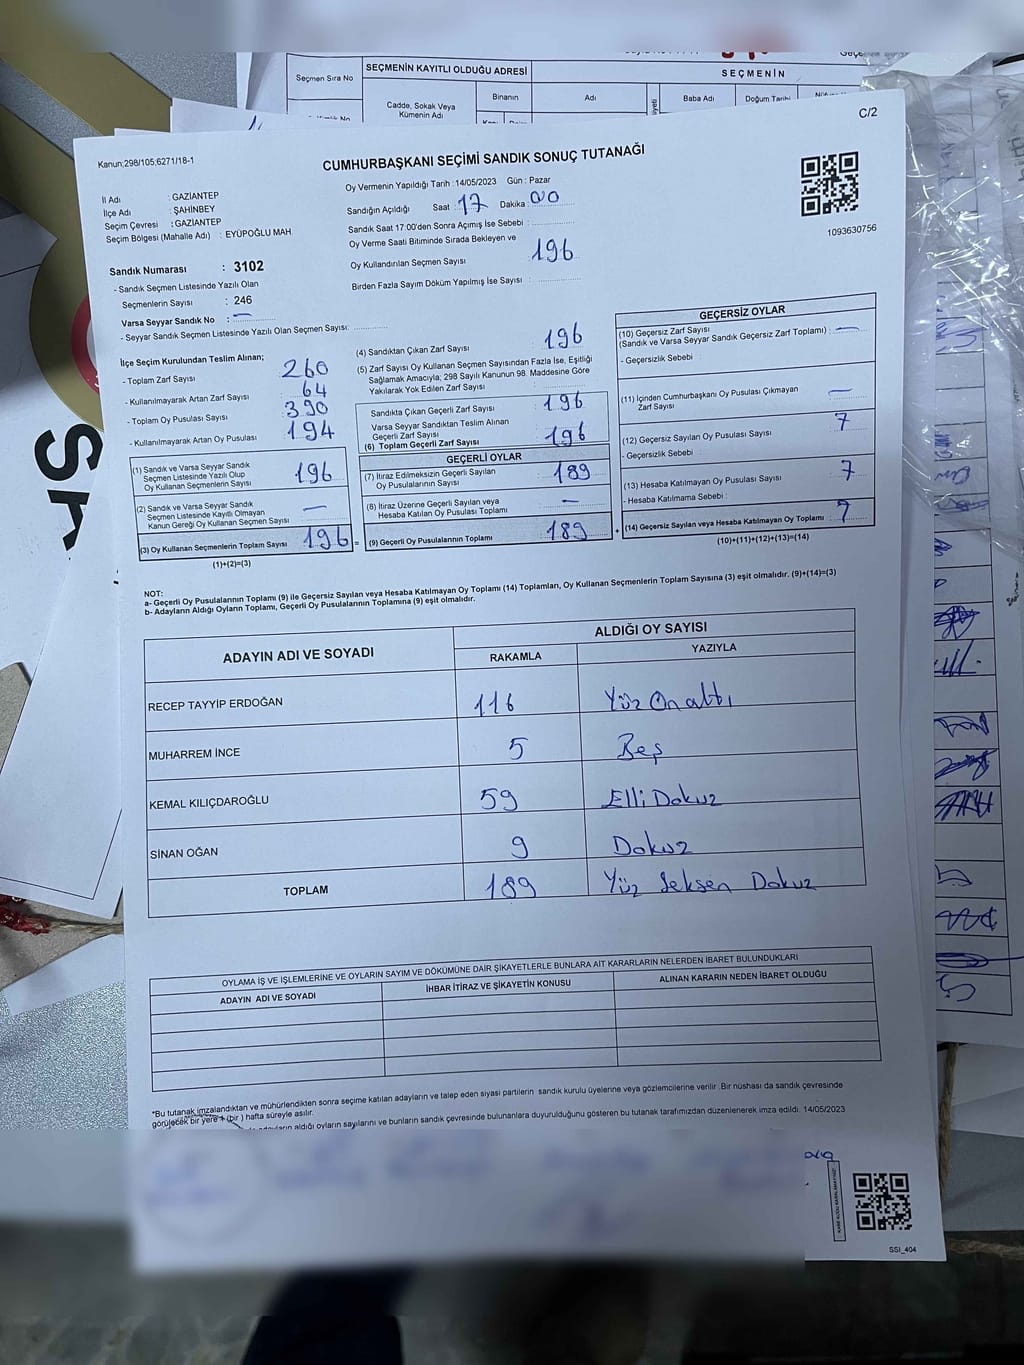 SEÇMENİN KAYITLI OLDUĞU ADRESİ
SEÇMENİN
Seçmen Sıra No
Cadde, Sokak Veya
Kümenin Adı
Binanın
Adı
Baba Adı
Doğum Tarihi
C/2
Kanun;298/105,6271/18-1
CUMHURBAŞKANI SEÇİMİ SANDIK SONUÇ TUTANAĞI
İl Adı : GAZİANTEP
İlçe Adı : ŞAHİNBEY
Seçim Çevresi : GAZİANTEP
Seçim Bölgesi (Mahalle Adı) : EYÜPOĞLU MAH.
Oy Vermenin Yapıldığı Tarih :14/05/2023 Gün : Pazar
Sandığın Açıldığı Saat :17 Dakika :00
Sandık Saat 17:00'den Sonra Açımış İse Sebebi :
Oy Verme Saati Bitiminde Sırada Bekleyen ve
Oy Kullandırılan Seçmen Sayısı 196
Birden Fazla Sayım Döküm Yapılmış İse Sayısı :
1093630756
Sandık Numarası : 3102
- Sandık Seçmen Listesinde Yazılı Olan
Seçmenlerin Sayısı : 246
Varsa Seyyar Sandık No : —
- Seyyar Sandık Seçmen Listesinde Yazılı Olan Seçmen Sayısı:
İlçe Seçim Kurulundan Teslim Alınan;
- Toplam Zarf Sayısı 260
- Kullanılmayarak Artan Zarf Sayısı 64
- Toplam Oy Pusulası Sayısı 390
- Kullanılmayarak Artan Oy Pusulası 194
(1) Sandık ve Varsa Seyyar Sandık
Seçmen Listesinde Yazılı Olup
Oy Kullanan Seçmenlerin Sayısı 196
(2) Sandık ve Varsa Seyyar Sandık
Seçmen Listesinde Kayıtlı Olmayan
Kanun Gereği Oy Kullanan Seçmen Sayısı —
(3) Oy Kullanan Seçmenlerin Toplam Sayısı 196 =
(1)+(2)=(3)
(4) Sandıktan Çıkan Zarf Sayısı 196
(5) Zarf Sayısı Oy Kullanan Seçmen Sayısından Fazla İse, Eşitliği
Sağlamak Amacıyla; 298 Sayılı Kanunun 98. Maddesine Göre
Yakılarak Yok Edilen Zarf Sayısı :
Sandıkta Çıkan Geçerli Zarf Sayısı 196
Varsa Seyyar Sandıktan Teslim Alınan
Geçerli Zarf Sayısı
(6) Toplam Geçerli Zarf Sayısı 196
GEÇERLİ OYLAR
(7) İtiraz Edilmeksizin Geçerli Sayılan
Oy Pusulalarının Sayısı 189
(8) İtiraz Üzerine Geçerli Sayılan veya
Hesaba Katılan Oy Pusulası Toplamı —
(9) Geçerli Oy Pusulalarının Toplamı 189 +
GEÇERSİZ OYLAR
(10) Geçersiz Zarf Sayısı
(Sandık ve Varsa Seyyar Sandık Geçersiz Zarf Toplamı) : —
- Geçersizlik Sebebi :
(11) İçinden Cumhurbaşkanı Oy Pusulası Çıkmayan
Zarf Sayısı —
(12) Geçersiz Sayılan Oy Pusulası Sayısı 7
- Geçersizlik Sebebi :
(13) Hesaba Katılmayan Oy Pusulası Sayısı 7
- Hesaba Katılmama Sebebi :
(14) Geçersiz Sayılan veya Hesaba Katılmayan Oy Toplamı 7
(10)+(11)+(12)+(13)=(14)
NOT:
a- Geçerli Oy Pusulalarının Toplamı (9) ile Geçersiz Sayılan veya Hesaba Katılmayan Oy Toplamı (14) Toplamları, Oy Kullanan Seçmenlerin Toplam Sayısına (3) eşit olmalıdır. (9)+(14)=(3)
b- Adayların Aldığı Oyların Toplamı, Geçerli Oy Pusulalarının Toplamına (9) eşit olmalıdır.
ADAYIN ADI VE SOYADI
ALDIĞI OY SAYISI
RAKAMLA YAZIYLA
RECEP TAYYİP ERDOĞAN 116 Yüz On altı
MUHARREM İNCE 5 Beş
KEMAL KILIÇDAROĞLU 59 Elli Dokuz
SİNAN OĞAN 9 Dokuz
TOPLAM 189 Yüz Seksen Dokuz
OYLAMA İŞ VE İŞLEMLERİNE VE OYLARIN SAYIM VE DÖKÜMÜNE DAİR ŞİKAYETLERLE BUNLARA AİT KARARLARIN NELERDEN İBARET BULUNDUKLARI
ADAYIN ADI VE SOYADI İHBAR İTİRAZ VE ŞİKAYETİN KONUSU ALINAN KARARIN NEDEN İBARET OLDUĞU
*Bu tutanak imzalandıktan ve mühürlendikten sonra seçime katılan adayların ve talep eden siyasi partilerin sandık kurulu üyelerine veya gözlemcilerine verilir .Bir nüshası da sandık çevresinde
görülecek bir yere (bir ) hafta süreyle asılır.
aldığı oyların sayılarını ve bunların sandık çevresinde bulunanlara duyurulduğunu gösteren bu tutanak tarafımızdan düzenlenerek imza edildi. 14/05/2023
SSI_404